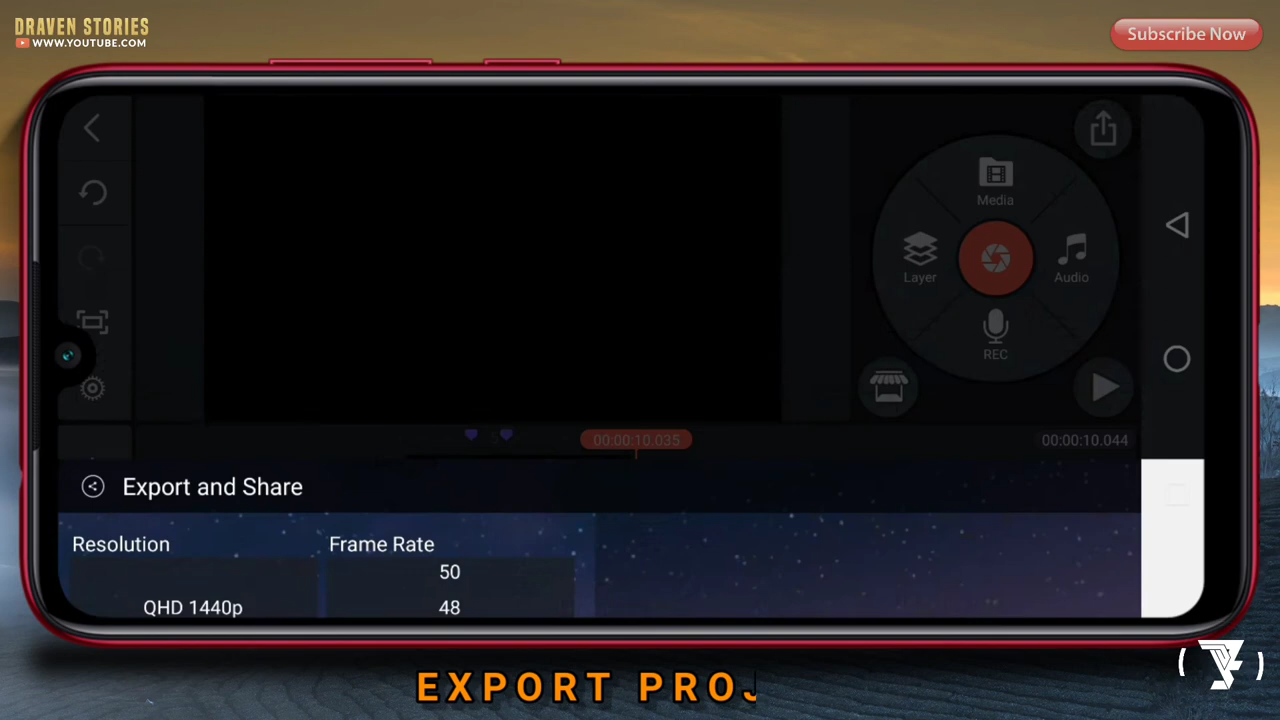 DRAVEN STORIES
WWW.YOUTUBE.COM
Subscribe Now
Media
Layer
Audio
REC
00:00:10.035
00:00:10.044
Export and Share
Resolution
Frame Rate
50
QHD 1440p
48
EXPORT PROJ